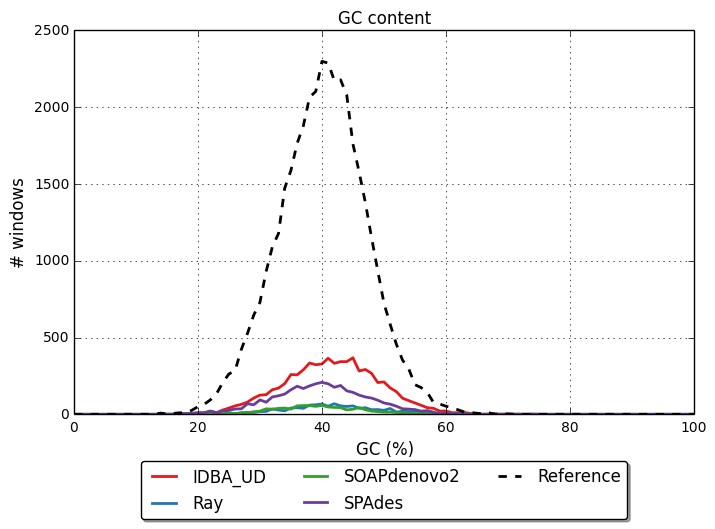 GC content
2500
2000
1500
1000
500
0
# windows
0 20 40 60 80 100
GC (%)
IDBA_UD SOAPdenovo2 Reference
Ray SPAdes